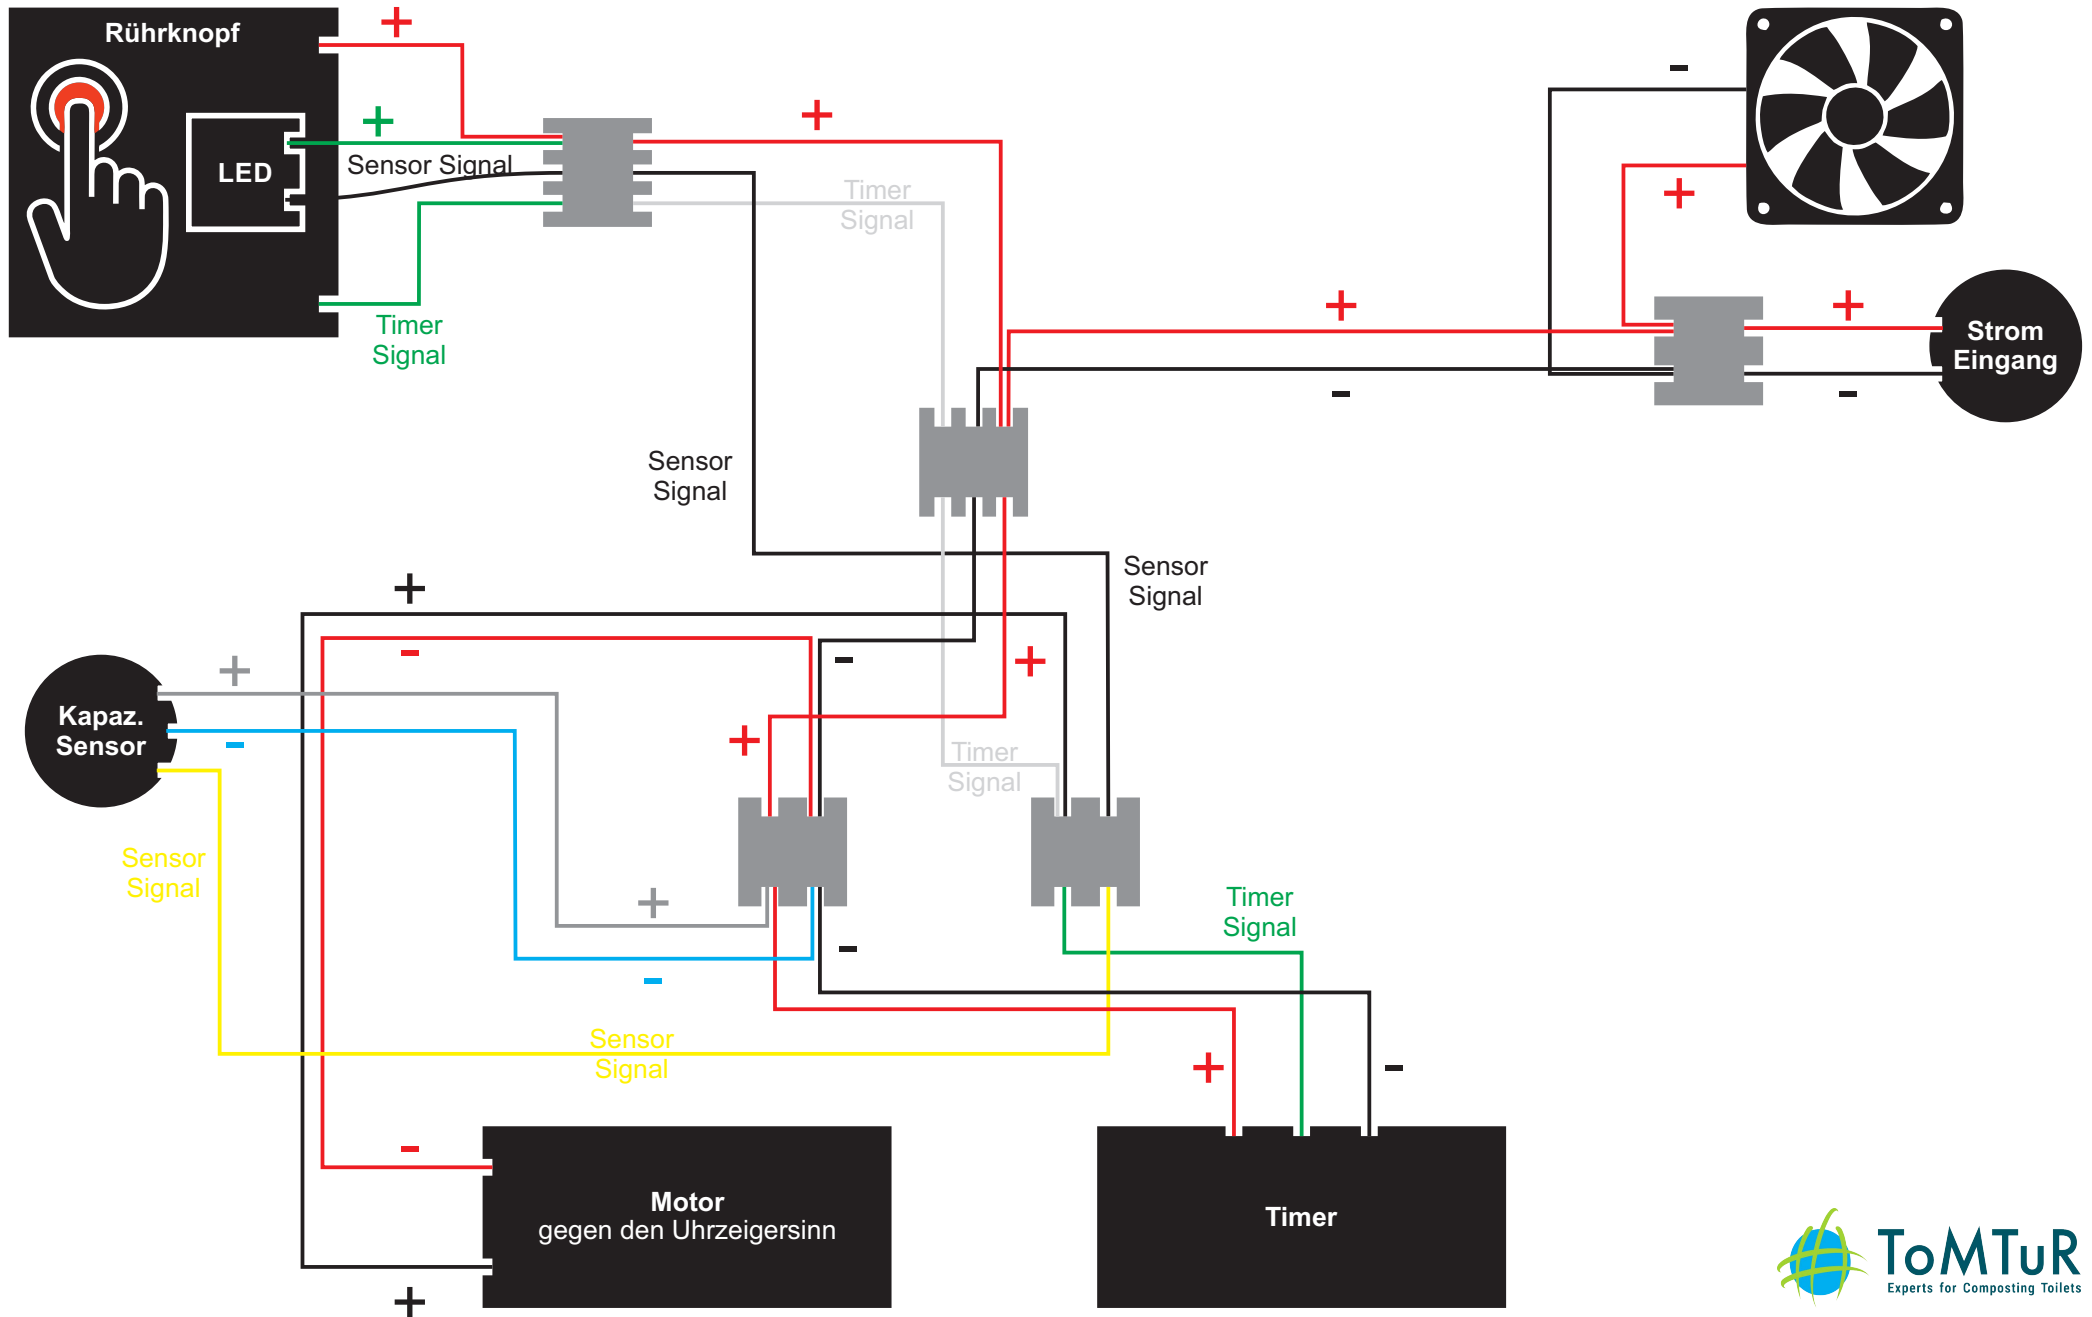 Rührknopf
+
+
LED
Sensor Signal
Timer
Signal
+
Timer
Signal
-
+
+
-
+
-
Strom
Eingang
Sensor
Signal
Sensor
Signal
+
-
-
+
+
Kapaz.
Sensor
+
-
Timer
Signal
Sensor
Signal
+
-
-
Timer
Signal
Sensor
Signal
+
-
-
Motor
gegen den Uhrzeigersinn
+
Timer
ToMTuR
Experts for Composting Toilets